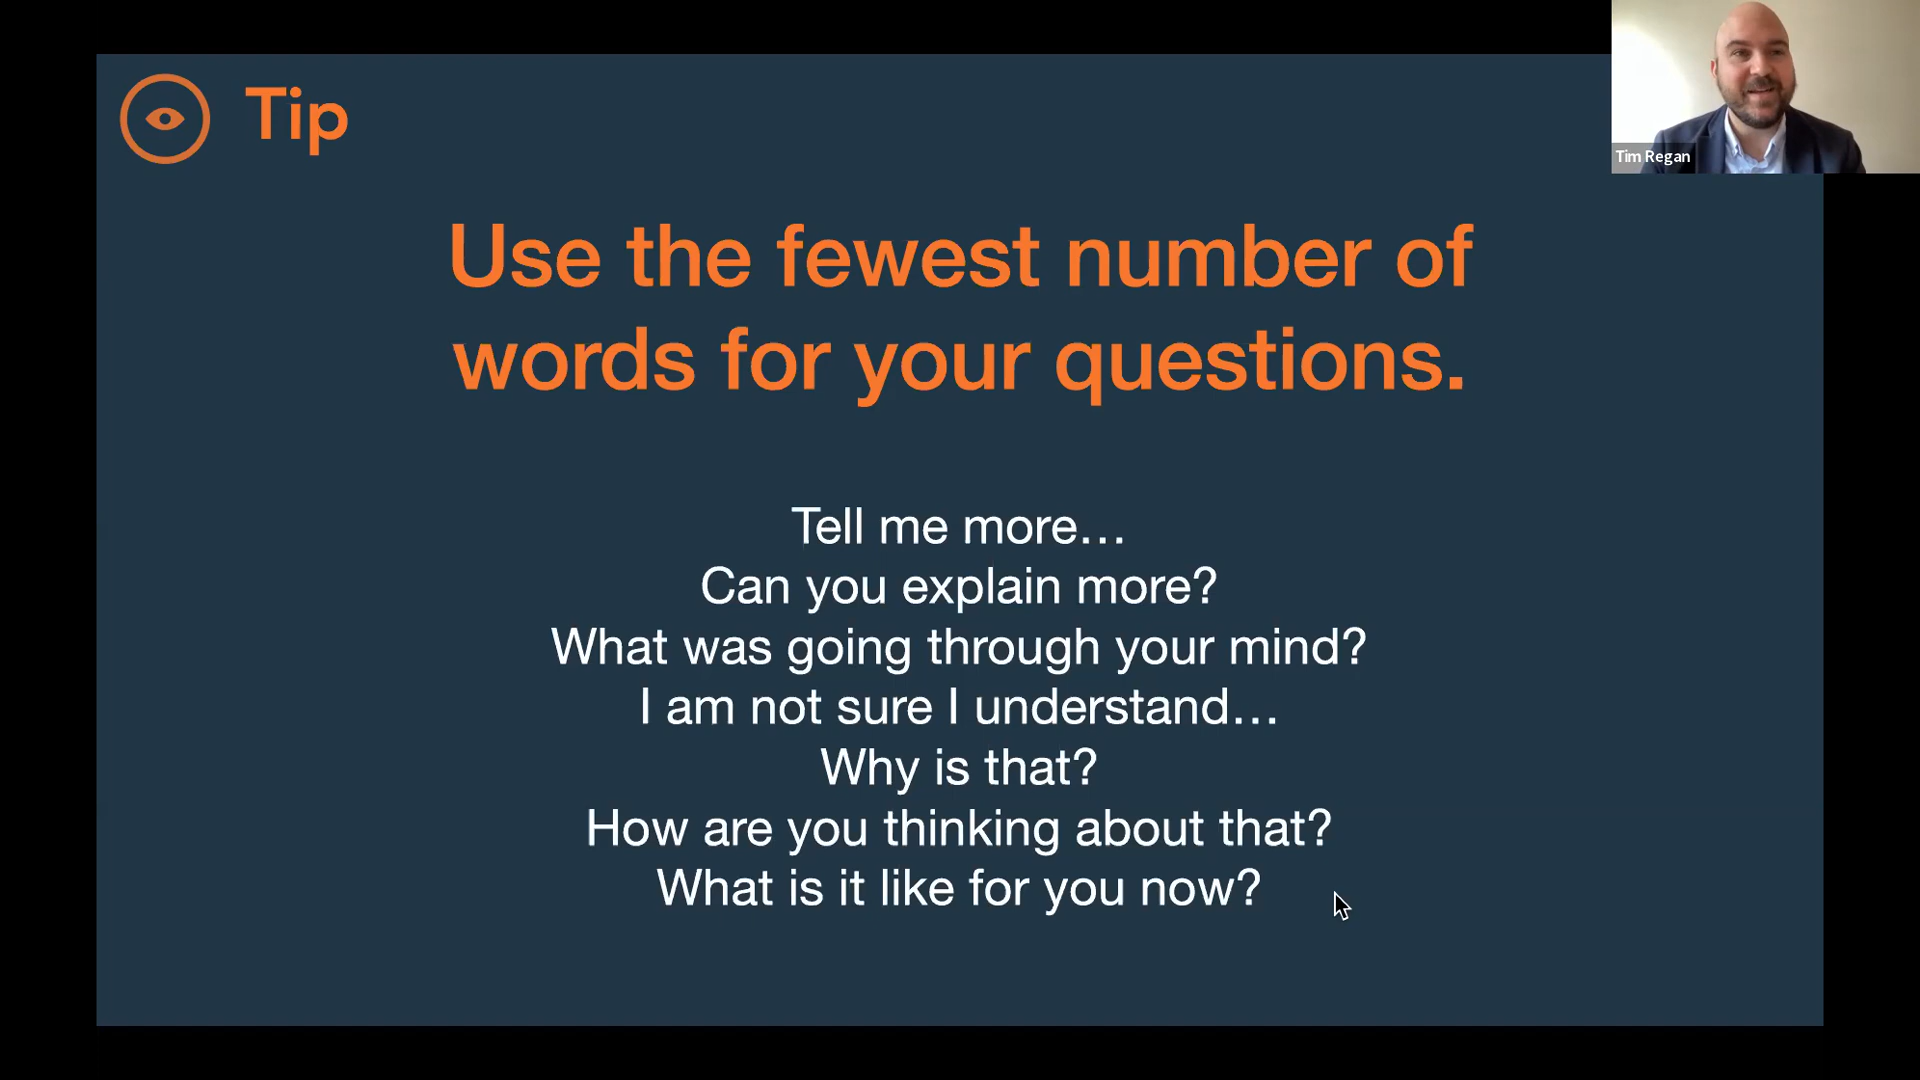 Tip
Tim Regan
Use the fewest number of
words for your questions.
Tell me more…
Can you explain more?
What was going through your mind?
I am not sure I understand…
Why is that?
How are you thinking about that?
What is it like for you now?